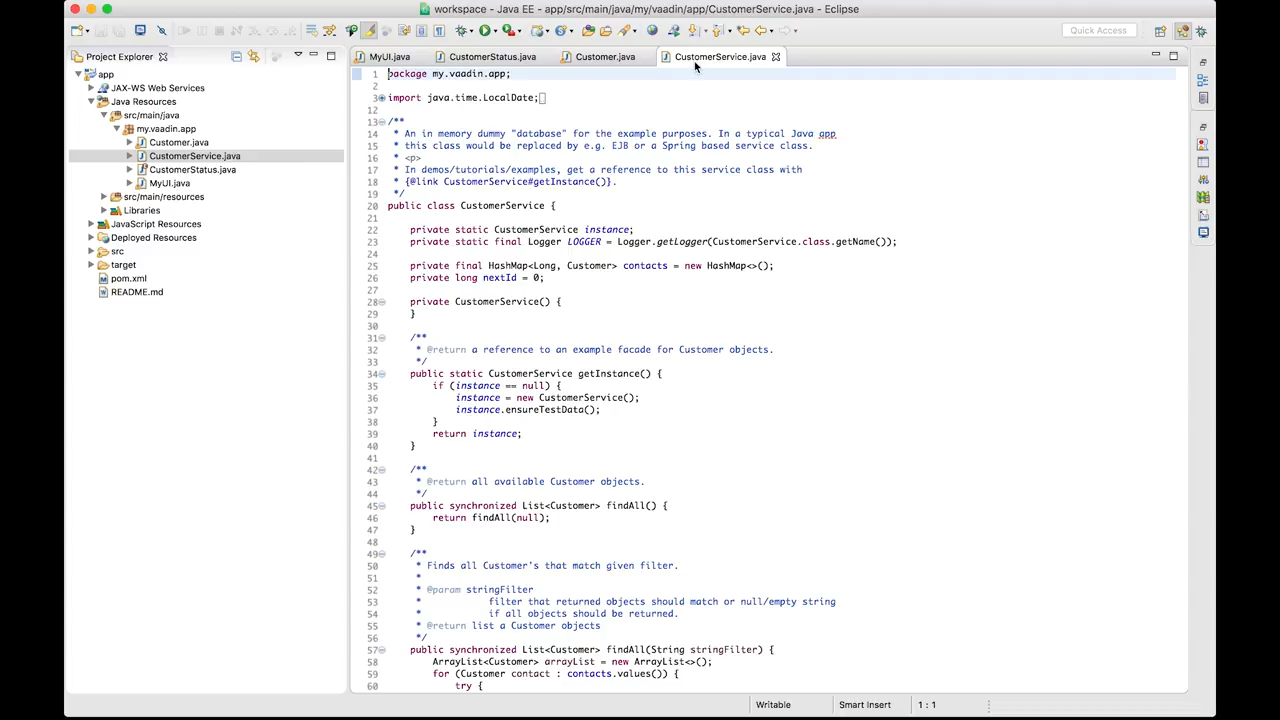 workspace - Java EE - app/src/main/java/my/vaadin/app/CustomerService.java - Eclipse
Quick Access
Project Explorer
app
JAX-WS Web Services
Java Resources
src/main/java
my.vaadin.app
Customer.java
CustomerService.java
CustomerStatus.java
MyUI.java
src/main/resources
Libraries
JavaScript Resources
Deployed Resources
src
target
pom.xml
README.md
MyUI.java
CustomerStatus.java
Customer.java
CustomerService.java
1 package my.vaadin.app;
2
3 import java.time.LocalDate;
12
13 /**
14 * An in memory dummy "database" for the example purposes. In a typical Java app
15 * this class would be replaced by e.g. EJB or a Spring based service class.
16 * <p>
17 * In demos/tutorials/examples, get a reference to this service class with
18 * {@link CustomerService#getInstance()}.
19 */
20 public class CustomerService {
21
22 private static CustomerService instance;
23 private static final Logger LOGGER = Logger.getLogger(CustomerService.class.getName());
24
25 private final HashMap<Long, Customer> contacts = new HashMap<>();
26 private long nextId = 0;
27
28 private CustomerService() {
29 }
30
31 /**
32 * @return a reference to an example facade for Customer objects.
33 */
34 public static CustomerService getInstance() {
35 if (instance == null) {
36 instance = new CustomerService();
37 instance.ensureTestData();
38 }
39 return instance;
40 }
41
42 /**
43 * @return all available Customer objects.
44 */
45 public synchronized List<Customer> findAll() {
46 return findAll(null);
47 }
48
49 /**
50 * Finds all Customer's that match given filter.
51 *
52 * @param stringFilter
53 * filter that returned objects should match or null/empty string
54 * if all objects should be returned.
55 * @return list a Customer objects
56 */
57 public synchronized List<Customer> findAll(String stringFilter) {
58 ArrayList<Customer> arrayList = new ArrayList<>();
59 for (Customer contact : contacts.values()) {
60 try {
Writable
Smart Insert
1 : 1